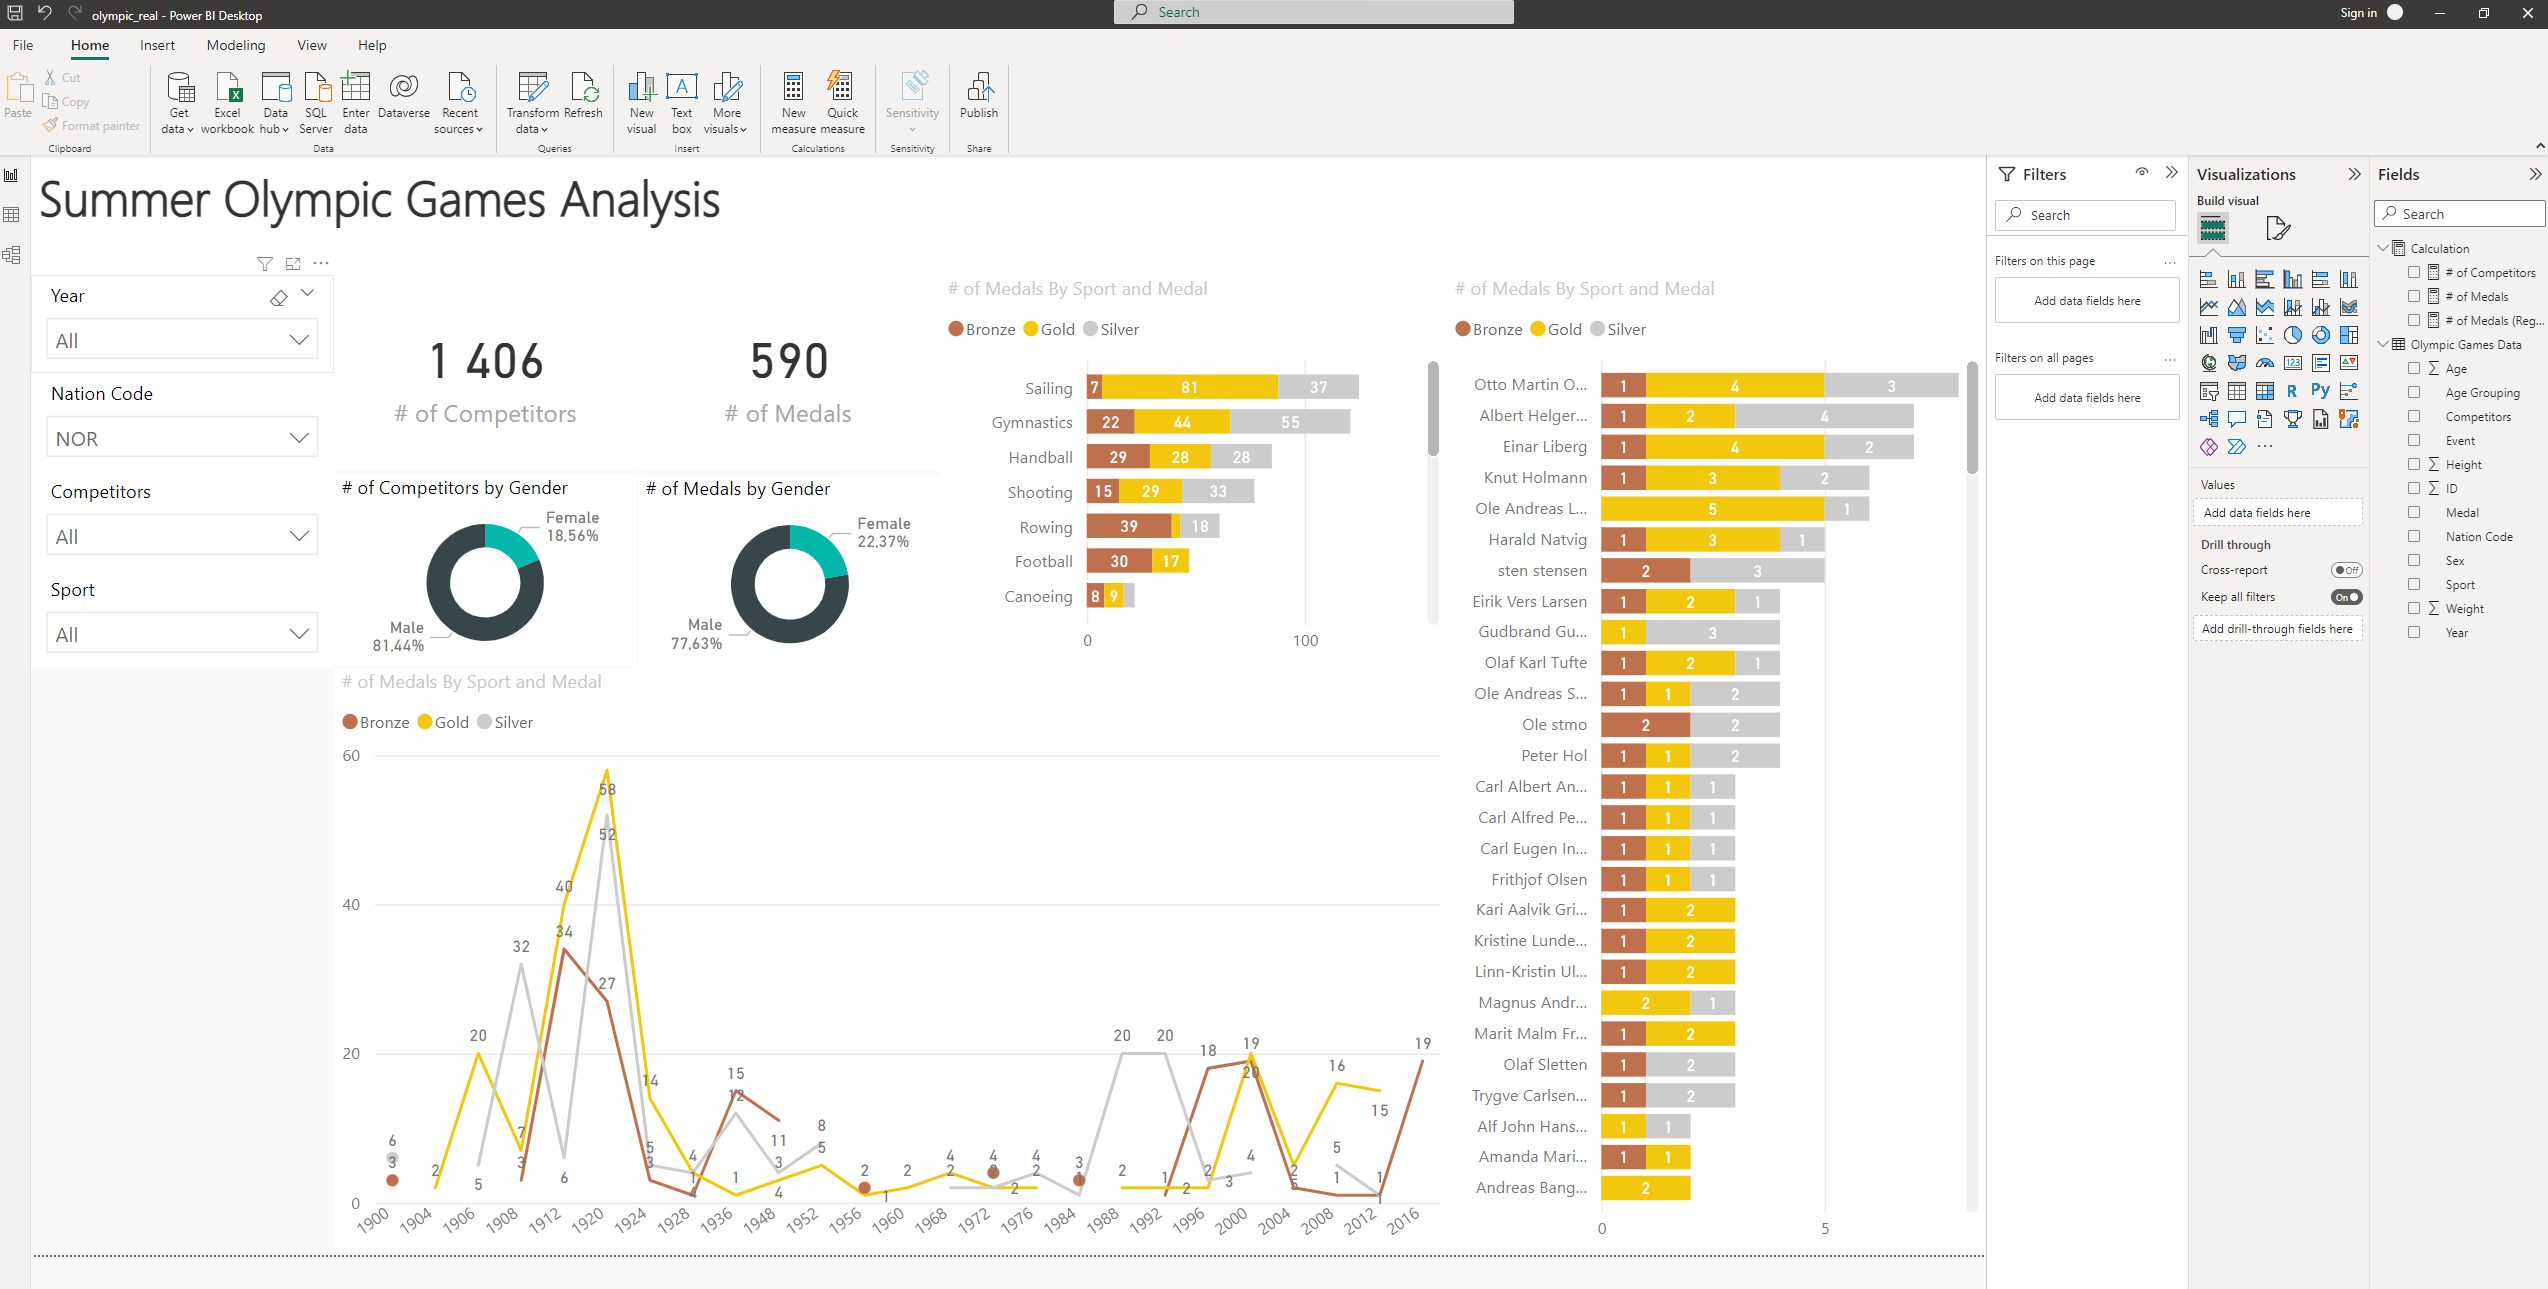 olympic_real - Power BI Desktop
Search
Sign in
File Home Insert Modeling View Help
Paste
Cut
Copy
Format painter
Clipboard
Get data
Excel workbook
Data hub
SQL Server
Enter data
Dataverse
Recent sources
Data
Transform data
Refresh
Queries
New visual
Text box
More visuals
Insert
New measure
Quick measure
Calculations
Sensitivity
Sensitivity
Publish
Share
Summer Olympic Games Analysis
Year
All
Nation Code
NOR
Competitors
All
Sport
All
1 406
# of Competitors
590
# of Medals
# of Competitors by Gender
Female
18,56%
Male
81,44%
# of Medals by Gender
Female
22,37%
Male
77,63%
# of Medals By Sport and Medal
Bronze Gold Silver
Sailing 7 81 37
Gymnastics 22 44 55
Handball 29 28 28
Shooting 15 29 33
Rowing 39 18
Football 30 17
Canoeing 8 9
0 100
# of Medals By Sport and Medal
Bronze Gold Silver
Otto Martin O... 1 4 3
Albert Helger... 1 2 4
Einar Liberg 1 4 2
Knut Holmann 1 3 2
Ole Andreas L... 5 1
Harald Natvig 1 3 1
sten stensen 2 3
Eirik Vers Larsen 1 2 1
Gudbrand Gu... 1 3
Olaf Karl Tufte 1 2 1
Ole Andreas S... 1 1 2
Ole stmo 2 2
Peter Hol 1 1 2
Carl Albert An... 1 1 1
Carl Alfred Pe... 1 1 1
Carl Eugen In... 1 1 1
Frithjof Olsen 1 1 1
Kari Aalvik Gri... 1 2
Kristine Lunde... 1 2
Linn-Kristin Ul... 1 2
Magnus Andr... 2 1
Marit Malm Fr... 1 2
Olaf Sletten 1 2
Trygve Carlsen... 1 2
Alf John Hans... 1 1
Amanda Mari... 1 1
Andreas Bang... 2
0 5
# of Medals By Sport and Medal
Bronze Gold Silver
60
58
52
40
40
34
32
27
20
20 20 20 18 19 20 19
14 15 12 16 15
11 8
6 3 2 5 7 3 6 5 3 4 1 4 1 3 4 5 2 1 2 4 2 4 2 2 4 2 3 1 2 1 2 2 3 4 2 5 5 1 1 1
0
1900 1904 1906 1908 1912 1920 1924 1928 1936 1948 1952 1956 1960 1968 1972 1976 1984 1988 1992 1996 2000 2004 2008 2012 2016
Filters
Search
Filters on this page
...
Add data fields here
Filters on all pages
...
Add data fields here
Visualizations
Build visual
123
R
Py
...
Values
Add data fields here
Drill through
Cross-report
Off
Keep all filters
On
Add drill-through fields here
Fields
Search
Calculation
# of Competitors
# of Medals
# of Medals (Reg...
Olympic Games Data
Age
Age Grouping
Competitors
Event
Height
ID
Medal
Nation Code
Sex
Sport
Weight
Year